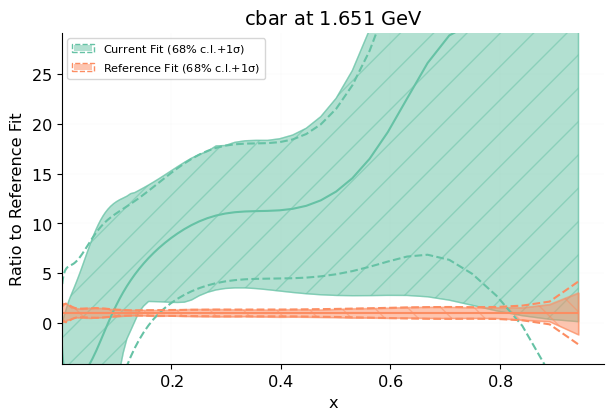 cbar at 1.651 GeV
Current Fit (68% c.l.+1σ)
Reference Fit (68% c.l.+1σ)
Ratio to Reference Fit
25
20
15
10
5
0
0.2 0.4 0.6 0.8
x